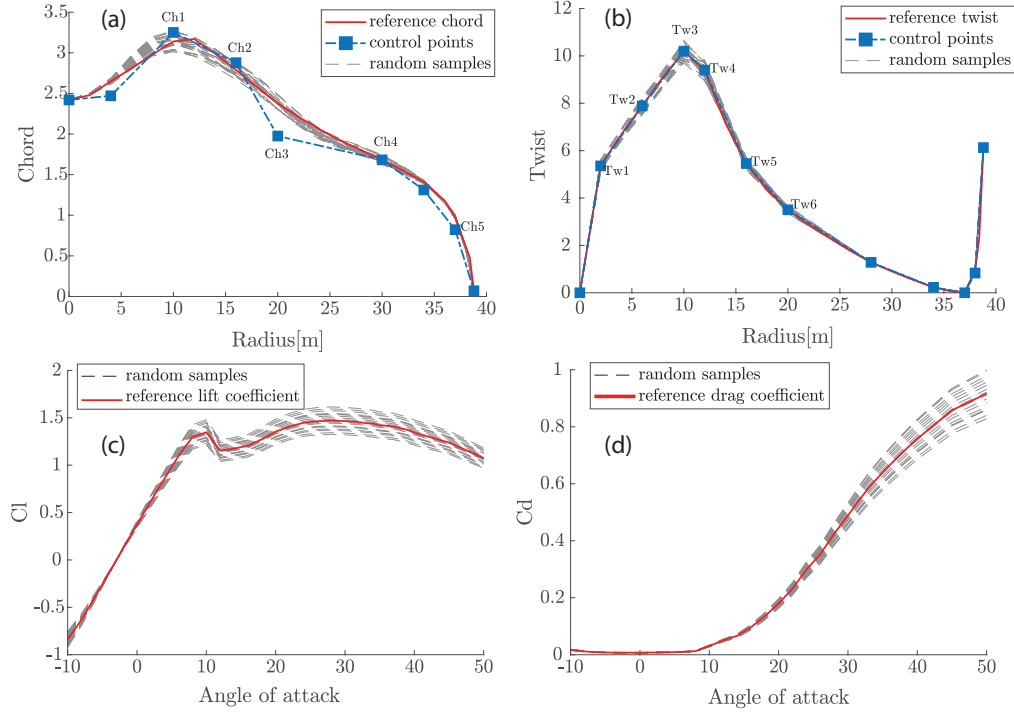 (a)
Ch1
Ch2
Ch3
Ch4
Ch5
reference chord
control points
random samples
3.5
3
2.5
2
1.5
1
0.5
0
Chord
0 5 10 15 20 25 30 35 40
Radius[m]
(b)
Tw1
Tw2
Tw3
Tw4
Tw5
Tw6
reference twist
control points
random samples
12
10
8
6
4
2
0
Twist
0 5 10 15 20 25 30 35 40
Radius[m]
(c)
random samples
reference lift coefficient
2
1.5
1
0.5
0
-0.5
-1
Cl
-10 0 10 20 30 40 50
Angle of attack
(d)
random samples
reference drag coefficient
1
0.8
0.6
0.4
0.2
0
Cd
-10 0 10 20 30 40 50
Angle of attack